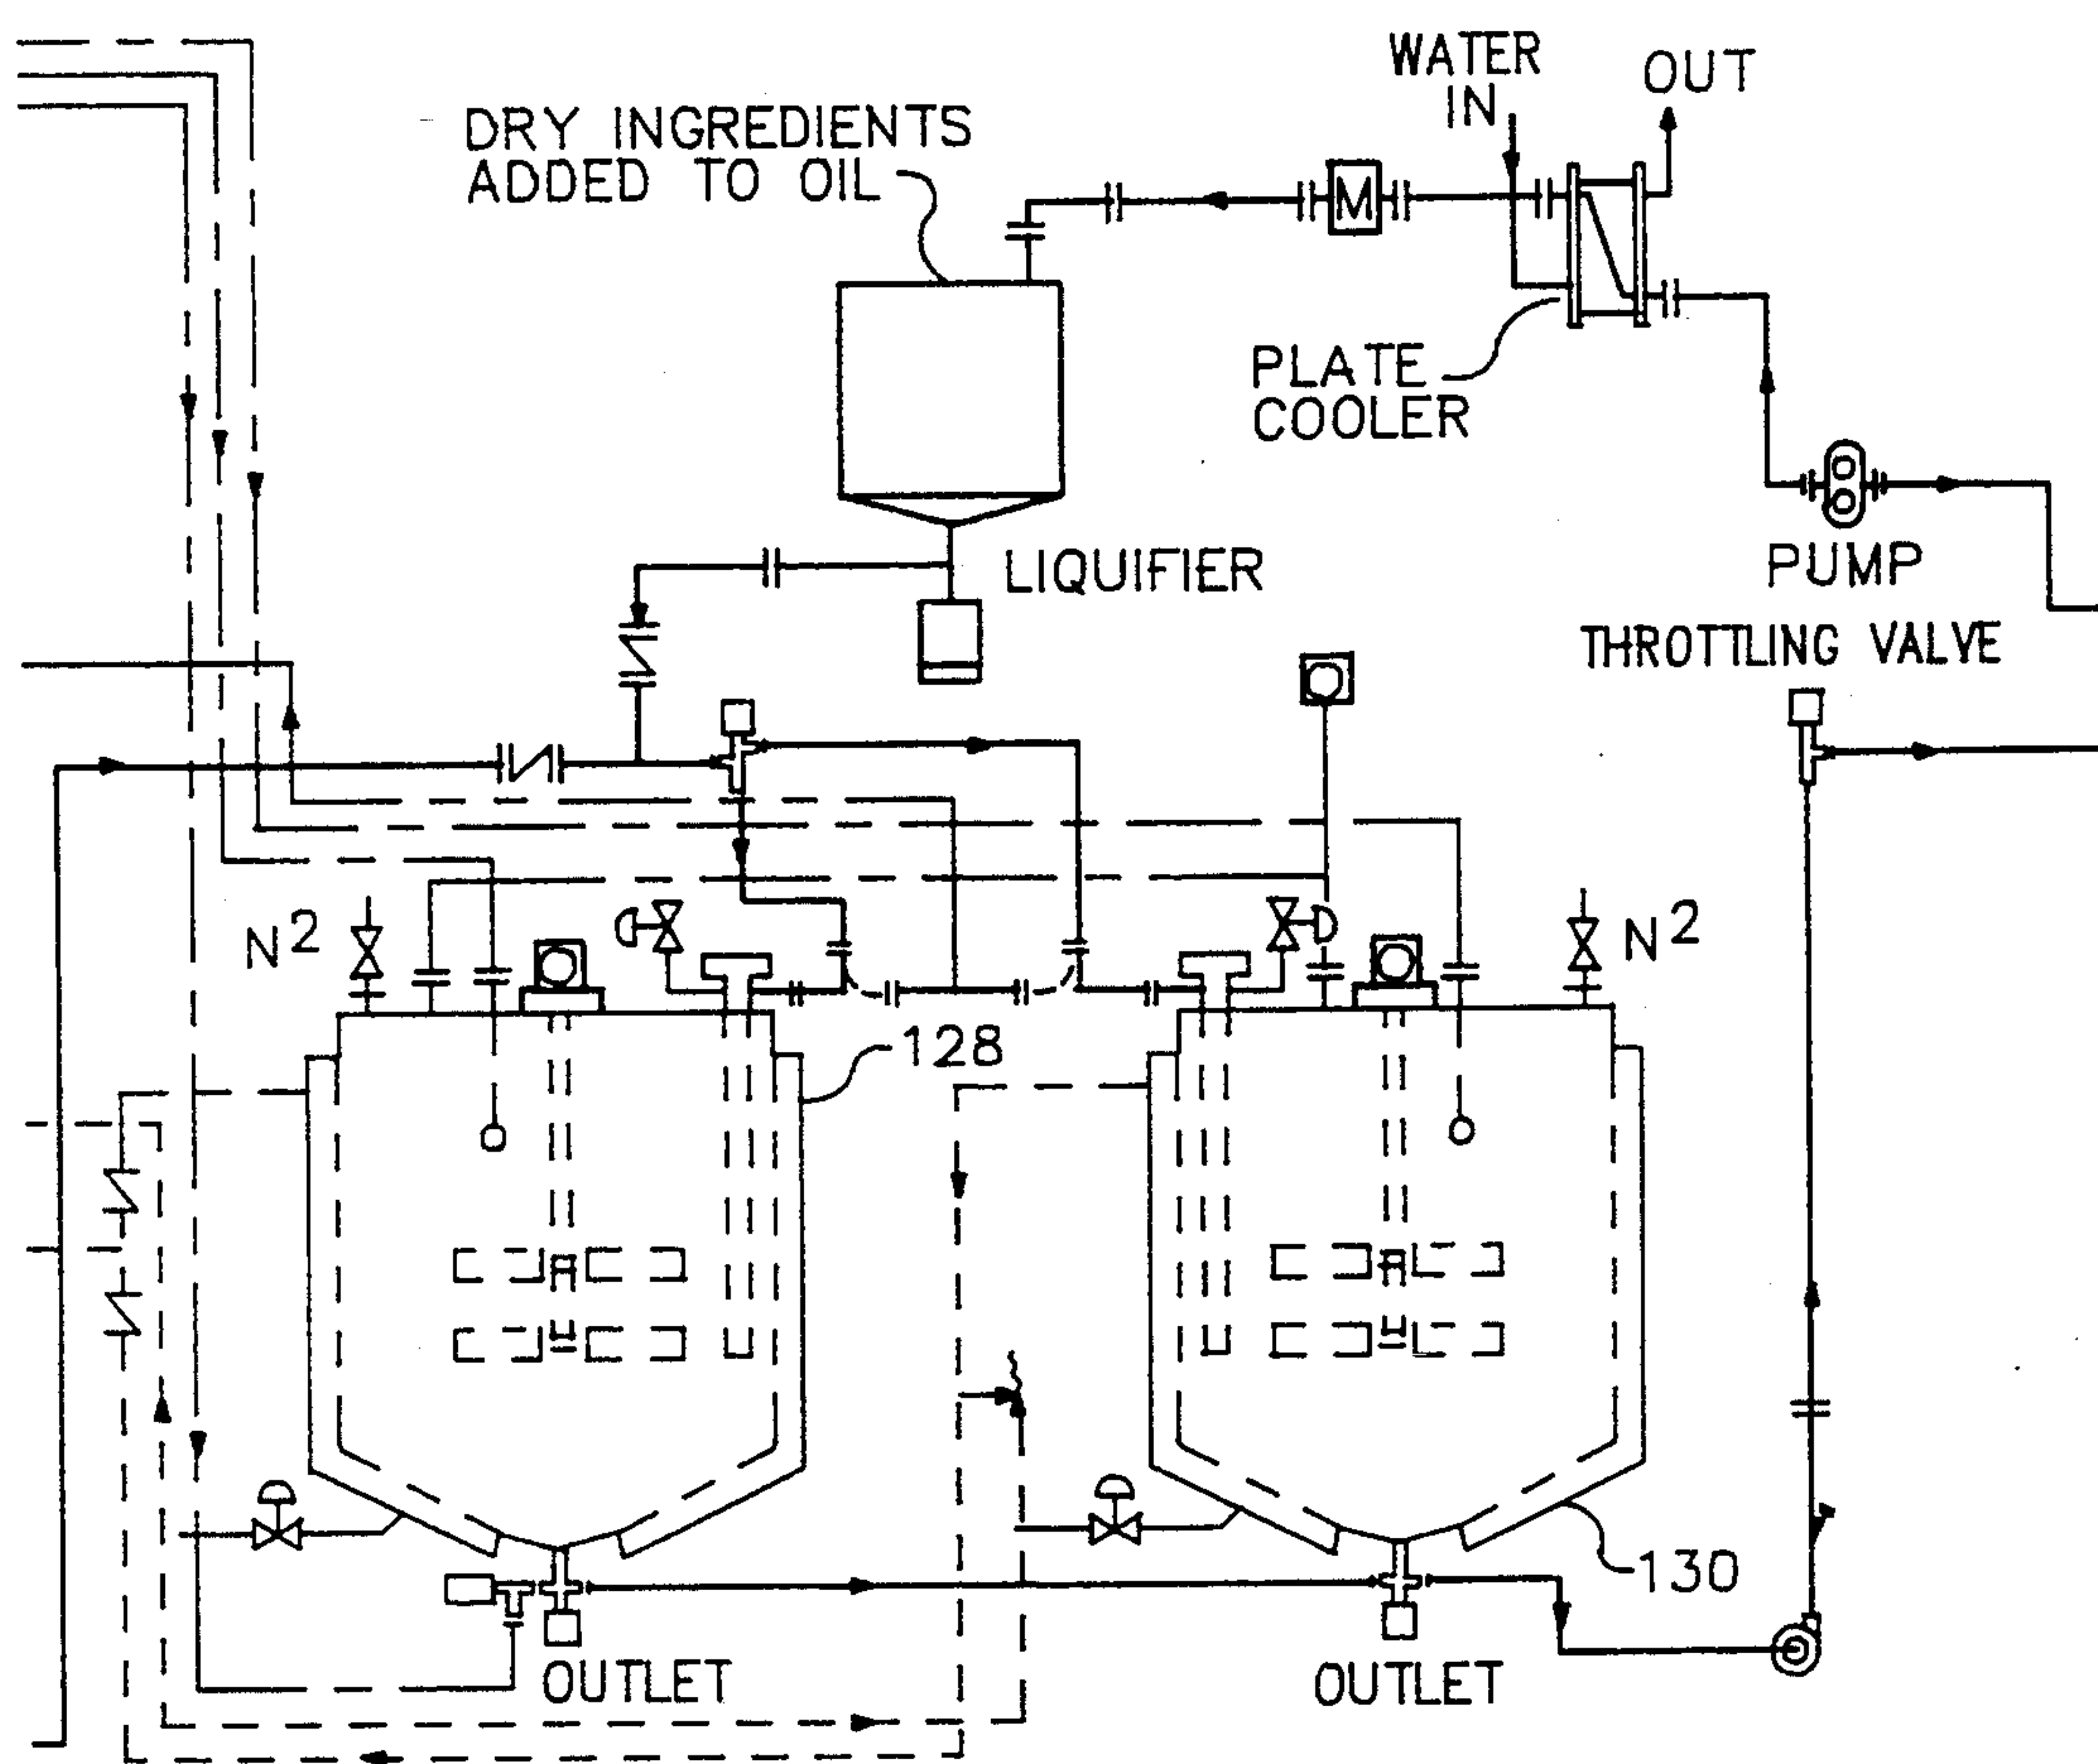 WATER
IN
OUT
DRY INGREDIENTS
ADDED TO OIL
M
PLATE
COOLER
PUMP
LIQUIFIER
THROTTLING VALVE
N²
N²
128
130
OUTLET
OUTLET